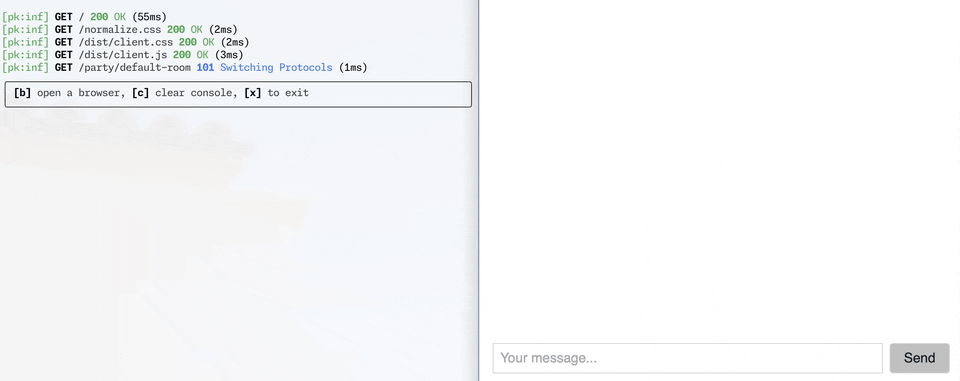 [pk:inf] GET / 200 OK (55ms)
[pk:inf] GET /normalize.css 200 OK (2ms)
[pk:inf] GET /dist/client.css 200 OK (2ms)
[pk:inf] GET /dist/client.js 200 OK (3ms)
[pk:inf] GET /party/default-room 101 Switching Protocols (1ms)
[b] open a browser, [c] clear console, [x] to exit
Your message...
Send